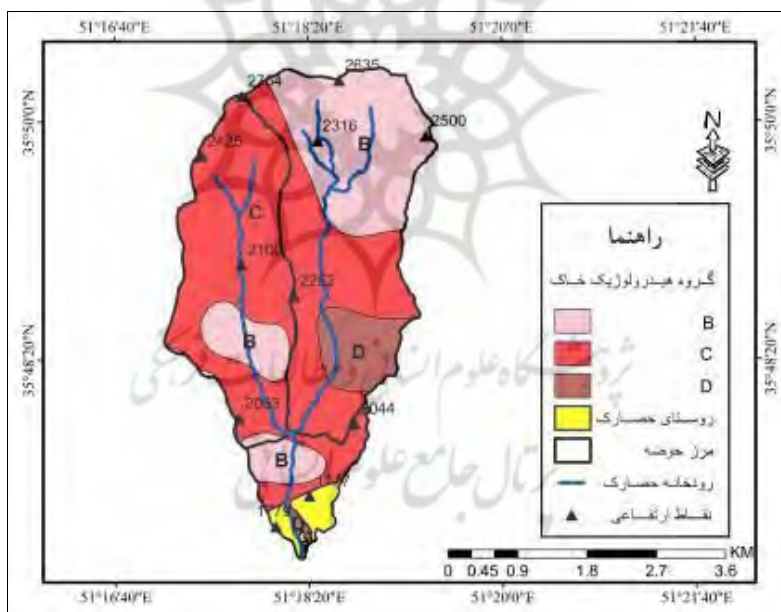 51°16'40"E 51°18'20"E 51°20'0"E 51°21'40"E
35°50'0"N
35°48'20"N
35°50'0"N
35°48'20"N
2635
2316
2500
B
2425
C
2100
2252
B
D
2053
B
N
راهنما
گروه هیدرولوژیک خاک
B
C
D
روستای حصارک
مرز حوضه
رودخانه حصارک
نقاط ارتفاعی
KM
0 0.45 0.9 1.8 2.7 3.6
51°16'40"E 51°18'20"E 51°20'0"E 51°21'40"E
پرتال جامع علوم